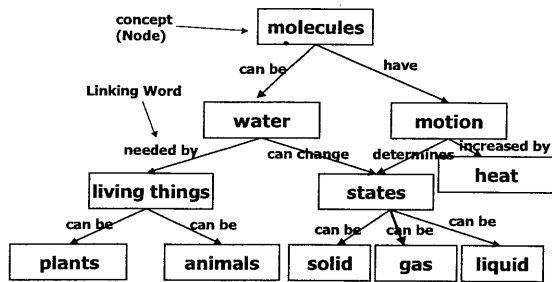 concept
(Node)
molecules
can be
have
Linking Word
water
motion
needed by
can change
determines
increased by
heat
living things
states
can be
can be
can be
can be
can be
plants
animals
solid
gas
liquid